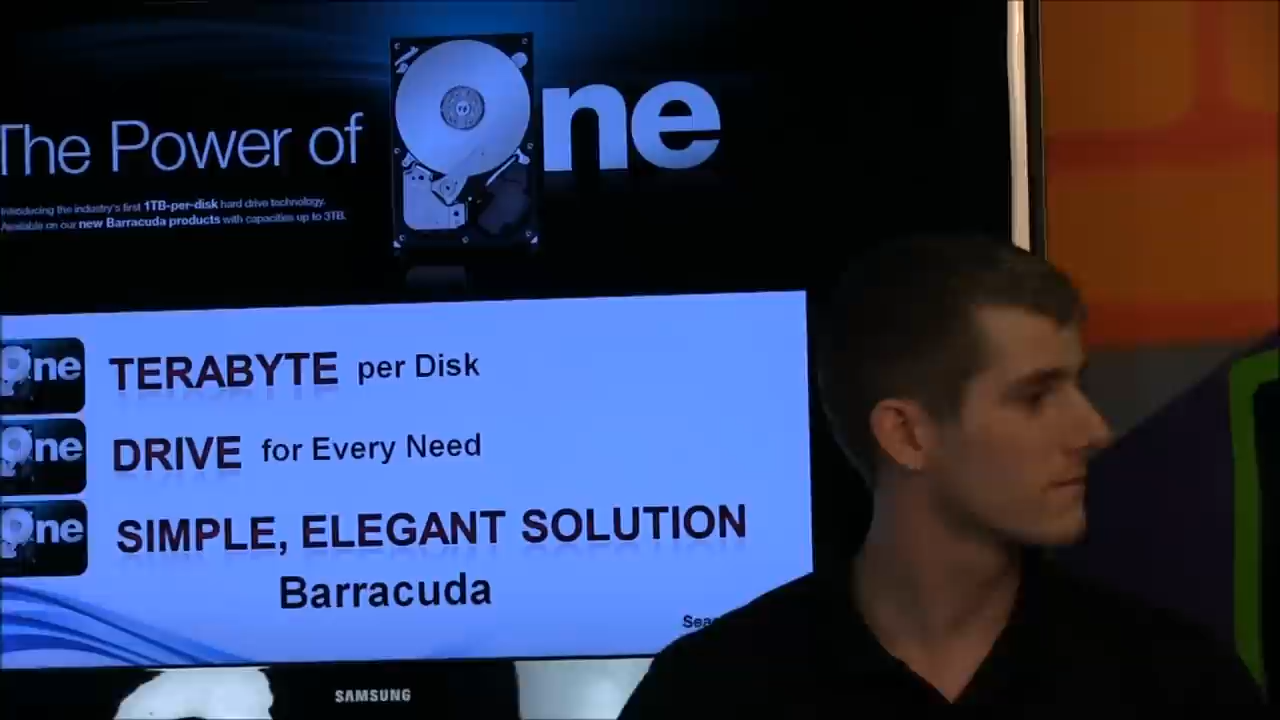 The Power of One
Introducing the industry's first 1TB-per-disk hard drive technology.
Available on our new Barracuda products with capacities up to 3TB.
One TERABYTE per Disk
One DRIVE for Every Need
One SIMPLE, ELEGANT SOLUTION
Barracuda
SAMSUNG